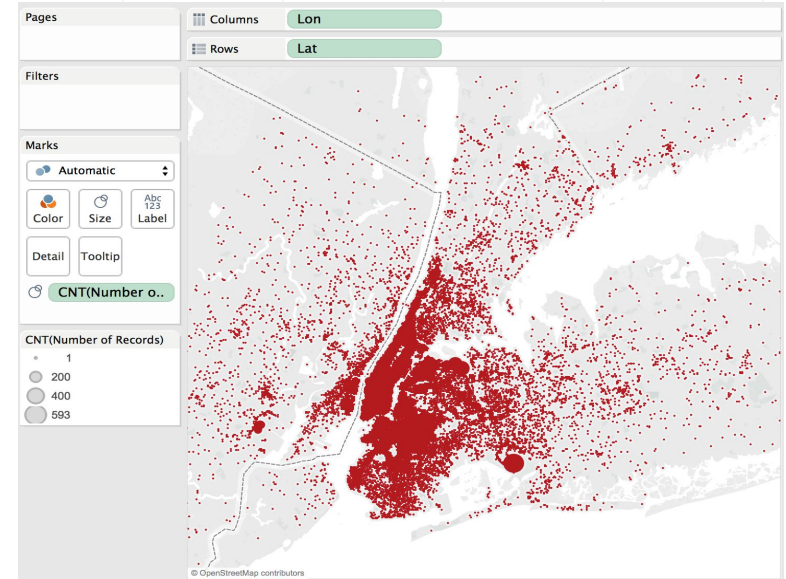 Pages
Columns Lon
Rows Lat
Filters
Marks
Automatic
Color Size Abc 123 Label
Detail Tooltip
CNT(Number o..
CNT(Number of Records)
1
200
400
593
© OpenStreetMap contributors